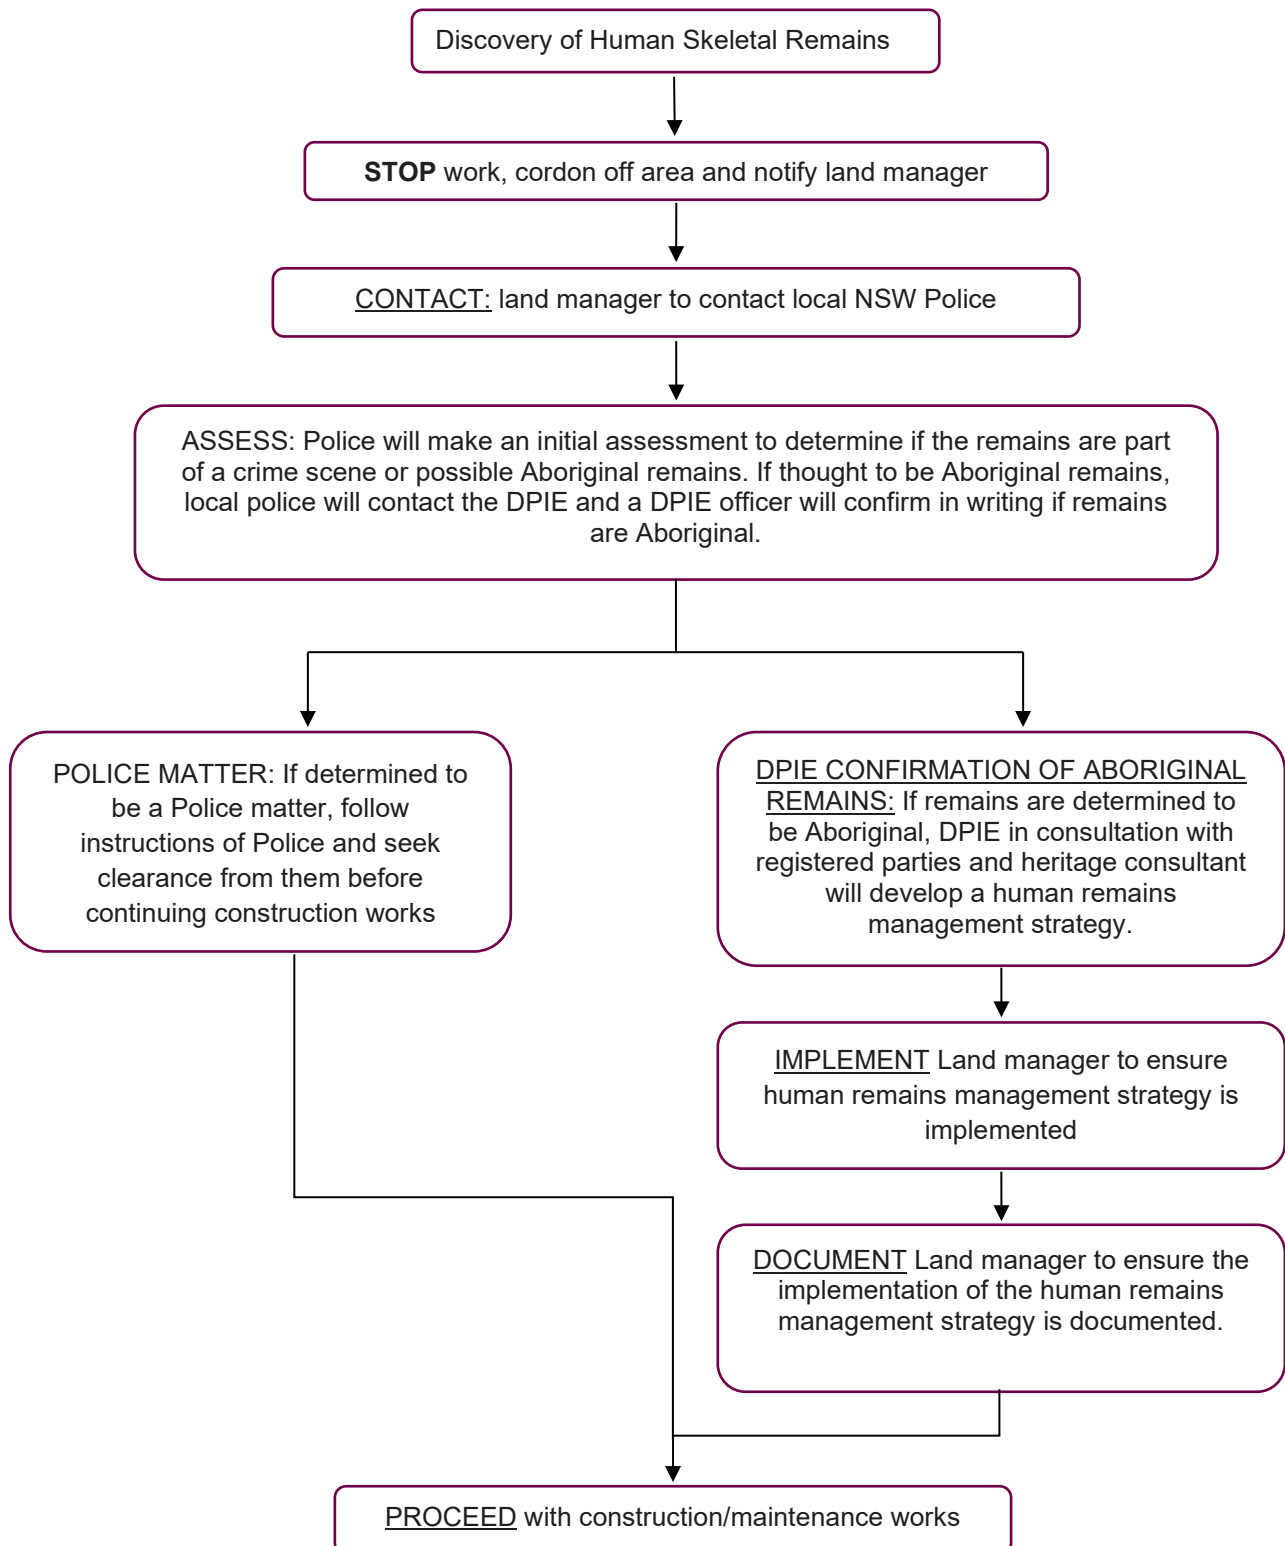 Discovery of Human Skeletal Remains
STOP work, cordon off area and notify land manager
CONTACT: land manager to contact local NSW Police
ASSESS: Police will make an initial assessment to determine if the remains are part
of a crime scene or possible Aboriginal remains. If thought to be Aboriginal remains,
local police will contact the DPIE and a DPIE officer will confirm in writing if remains
are Aboriginal.
POLICE MATTER: If determined to
be a Police matter, follow
instructions of Police and seek
clearance from them before
continuing construction works
DPIE CONFIRMATION OF ABORIGINAL
REMAINS: If remains are determined to
be Aboriginal, DPIE in consultation with
registered parties and heritage consultant
will develop a human remains
management strategy.
IMPLEMENT Land manager to ensure
human remains management strategy is
implemented
DOCUMENT Land manager to ensure the
implementation of the human remains
management strategy is documented.
PROCEED with construction/maintenance works